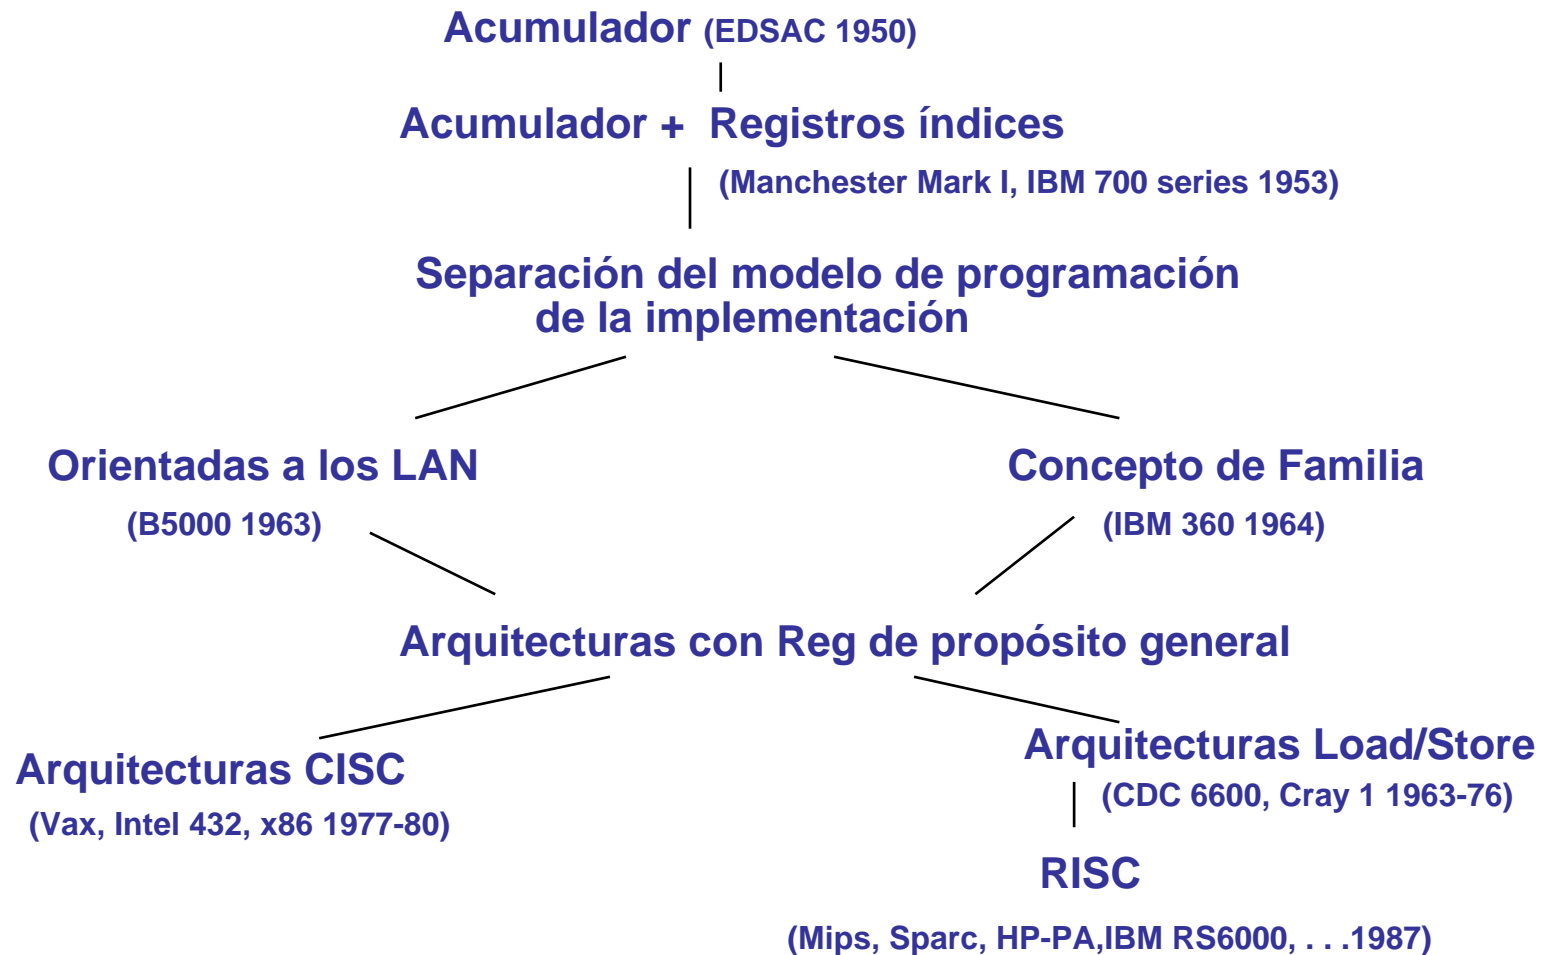 Acumulador (EDSAC 1950)
Acumulador + Registros índices
(Manchester Mark I, IBM 700 series 1953)
Separación del modelo de programación
de la implementación
Orientadas a los LAN
Concepto de Familia
(B5000 1963)
(IBM 360 1964)
Arquitecturas con Reg de propósito general
Arquitecturas CISC
Arquitecturas Load/Store
(Vax, Intel 432, x86 1977-80)
(CDC 6600, Cray 1 1963-76)
RISC
(Mips, Sparc, HP-PA,IBM RS6000, . . .1987)